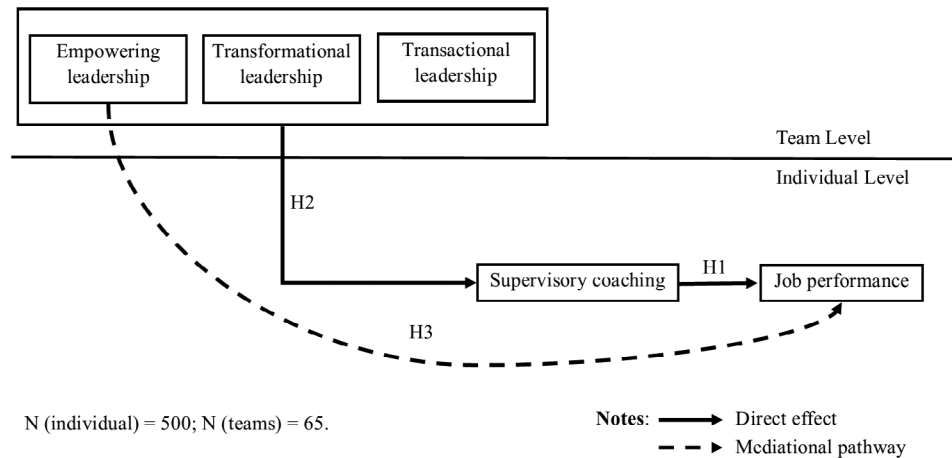 Empowering
leadership
Transformational
leadership
Transactional
leadership
Team Level
Individual Level
H2
Supervisory coaching
H1
Job performance
H3
N (individual) = 500; N (teams) = 65.
Notes:
Direct effect
Mediational pathway